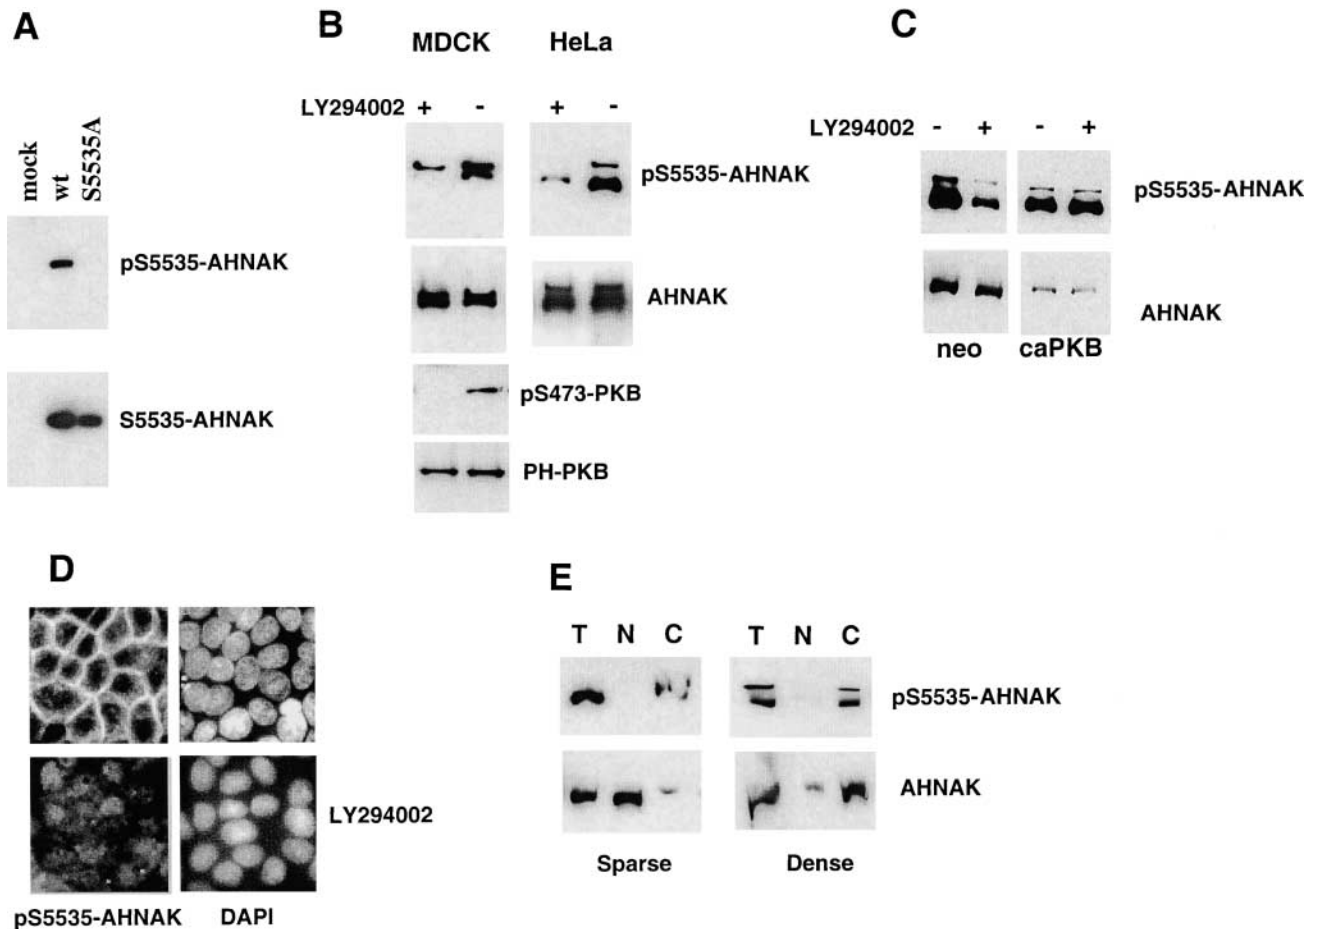 A
mock
wt
S5535A
pS5535-AHNAK
S5535-AHNAK
B
MDCK HeLa
LY294002 + - + -
pS5535-AHNAK
AHNAK
pS473-PKB
PH-PKB
C
LY294002 - + - +
pS5535-AHNAK
AHNAK
neo caPKB
D
LY294002
pS5535-AHNAK DAPI
E
T N C T N C
pS5535-AHNAK
AHNAK
Sparse Dense